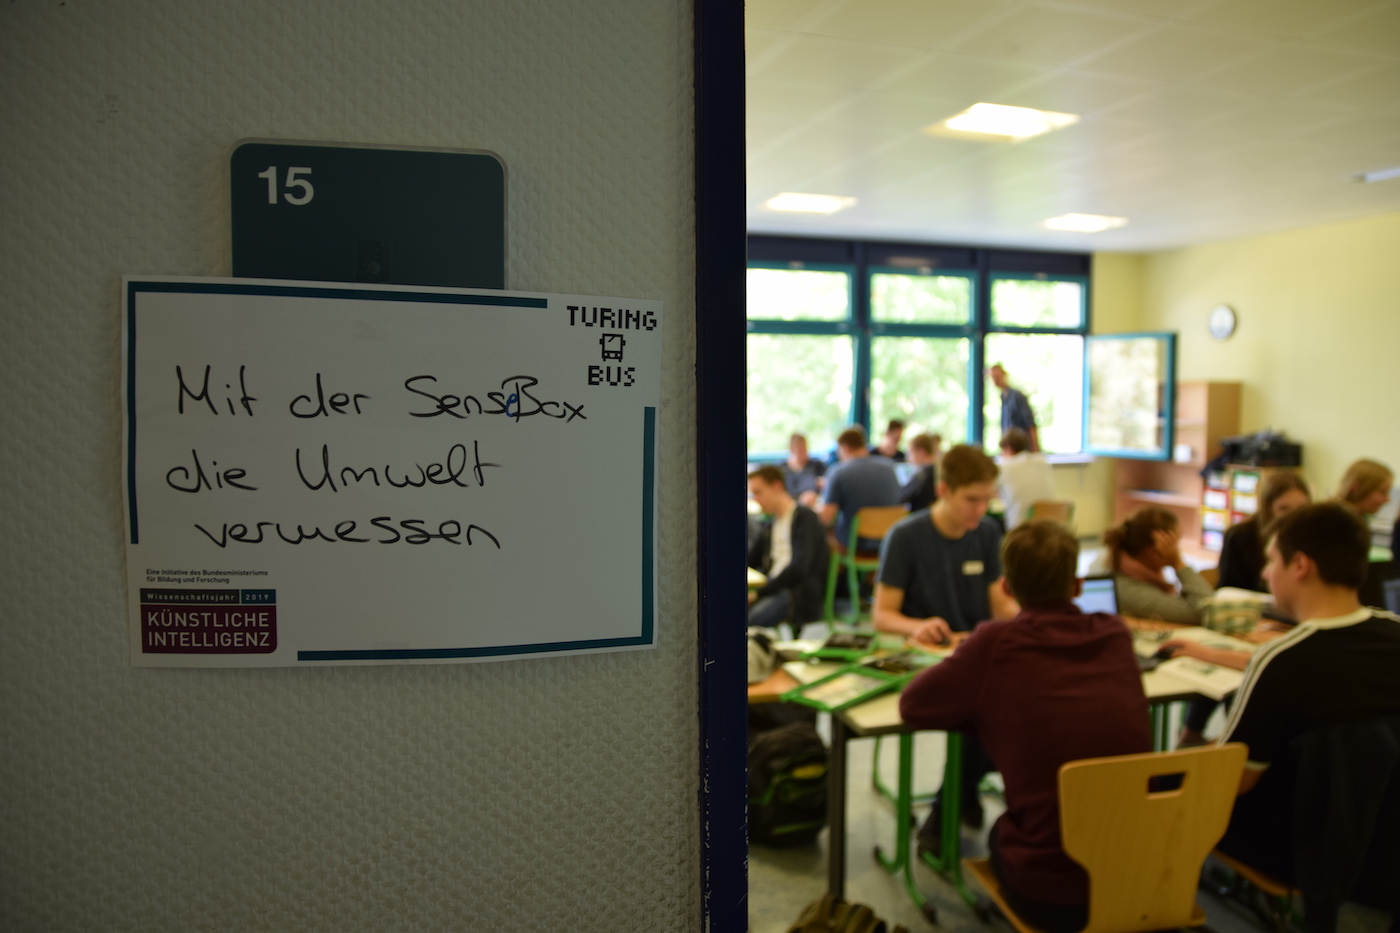 15
TURING
BUS
Mit der SenseBox
die Umwelt
vermessen
Eine Initiative des Bundesministeriums
für Bildung und Forschung
Wissenschaftsjahr 2019
KÜNSTLICHE
INTELLIGENZ